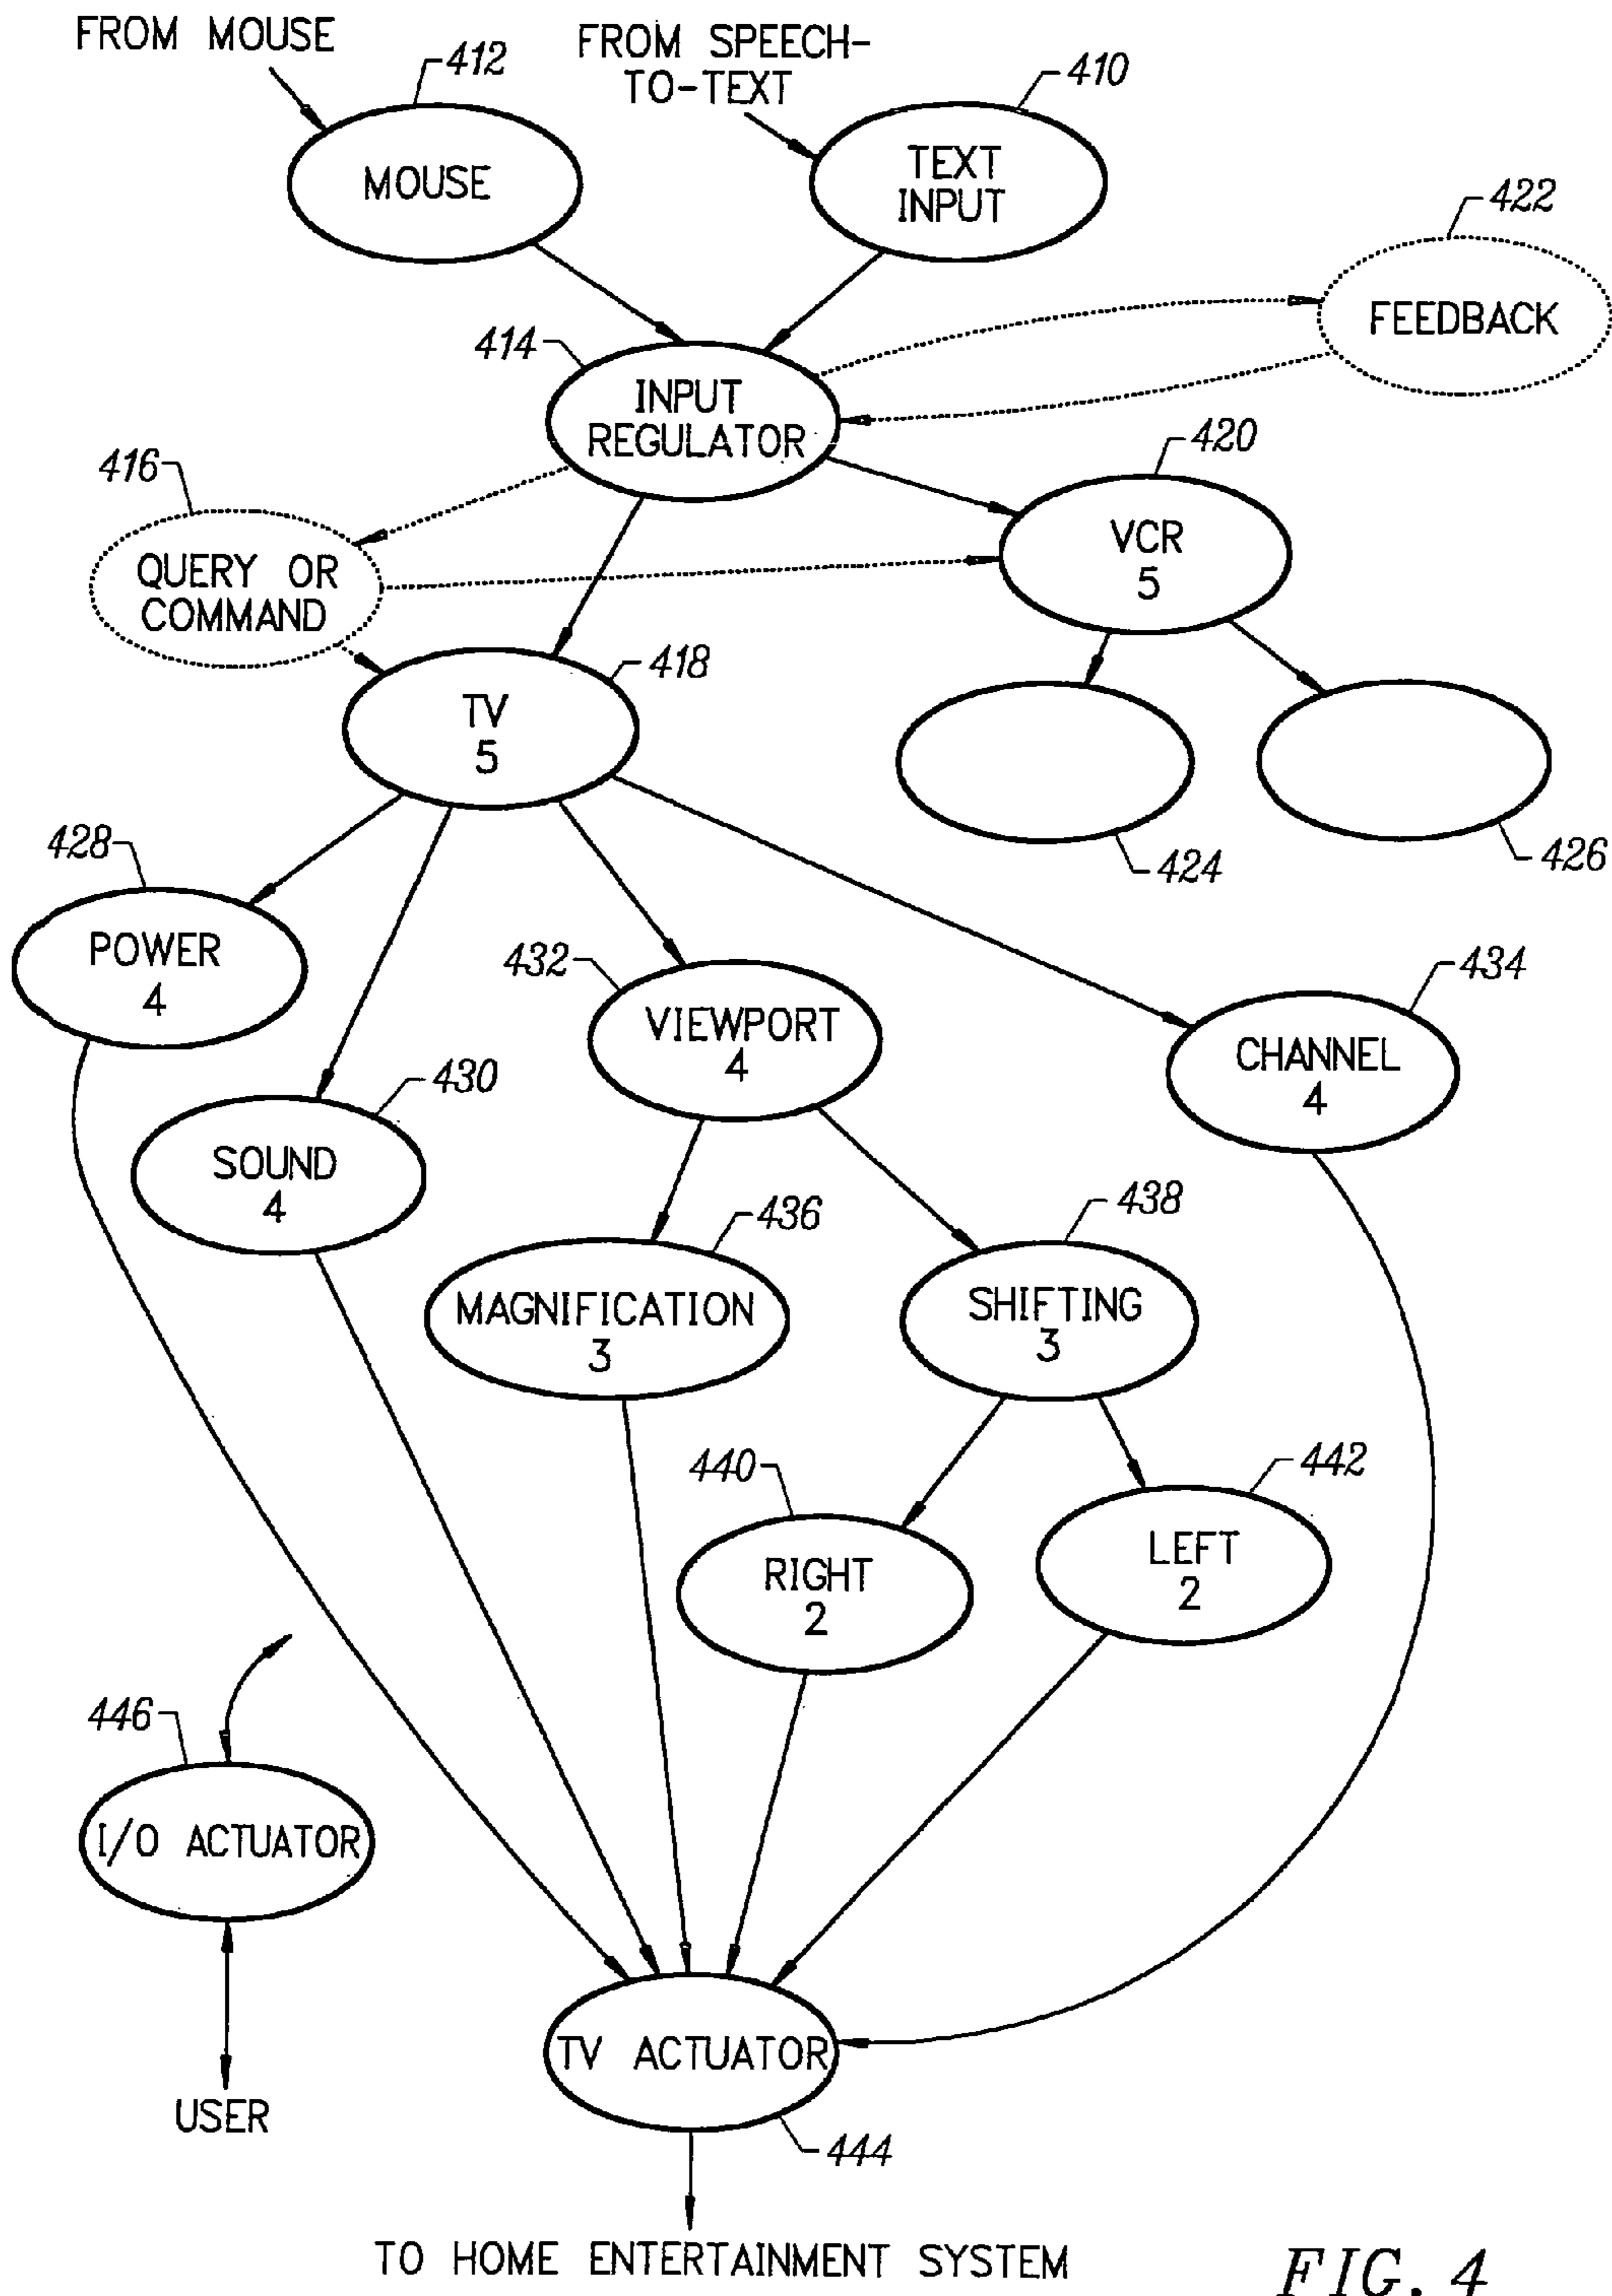 FROM MOUSE
412
FROM SPEECH-
TO-TEXT
410
MOUSE
TEXT
INPUT
422
FEEDBACK
414
INPUT
REGULATOR
416
QUERY OR
COMMAND
420
VCR
5
418
TV
5
424
426
428
POWER
4
432
VIEWPORT
4
434
CHANNEL
4
430
SOUND
4
436
MAGNIFICATION
3
438
SHIFTING
3
440
RIGHT
2
442
LEFT
2
446
I/O ACTUATOR
USER
TV ACTUATOR
444
TO HOME ENTERTAINMENT SYSTEM
FIG. 4